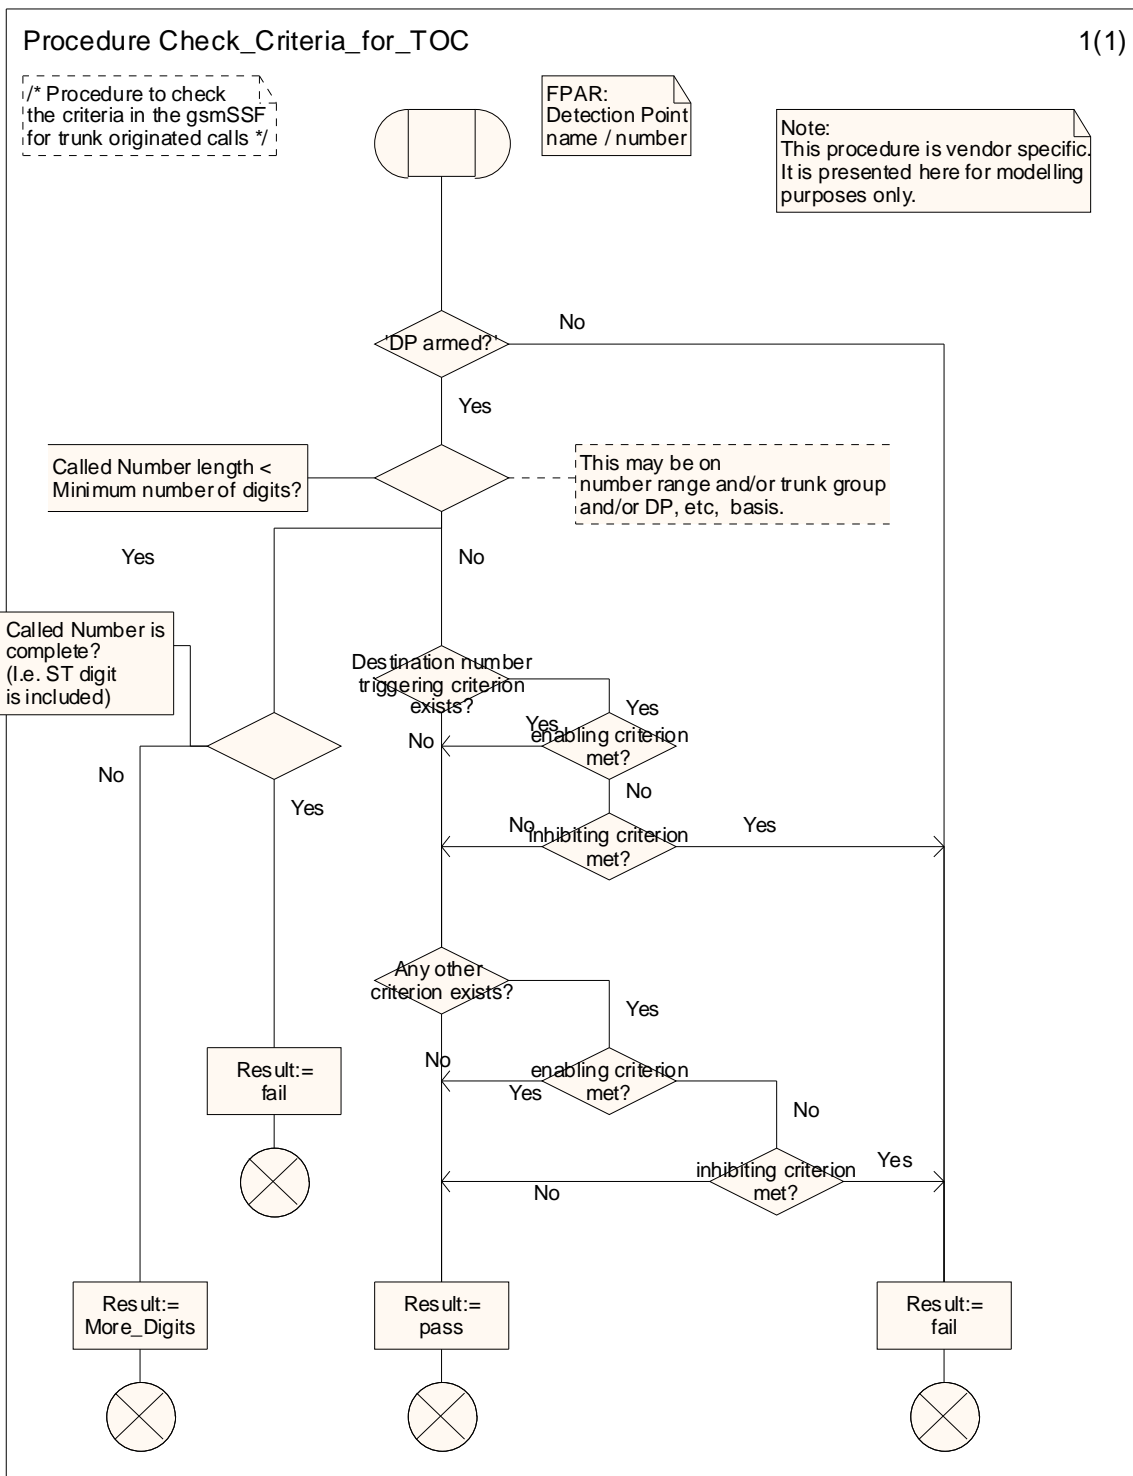 Procedure Check_Criteria_for_TOC
1(1)
/* Procedure to check
the criteria in the gsmSSF
for trunk originated calls */
FPAR:
Detection Point
name / number
Note:
This procedure is vendor specific.
It is presented here for modelling
purposes only.
No
'DP armed?'
Yes
Called Number length <
Minimum number of digits?
This may be on
number range and/or trunk group
and/or DP, etc,  basis.
Yes
No
Called Number is
complete?
(I.e. ST digit
is included)
Destination number
triggering criterion
exists?
Yes
Yes
enabling criterion
met?
No
No
Yes
No
No
inhibiting criterion
met?
Yes
Any other
criterion exists?
Yes
No
enabling criterion
met?
Yes
No
Result:=
fail
inhibiting criterion
met?
Yes
No
Result:=
More_Digits
Result:=
pass
Result:=
fail